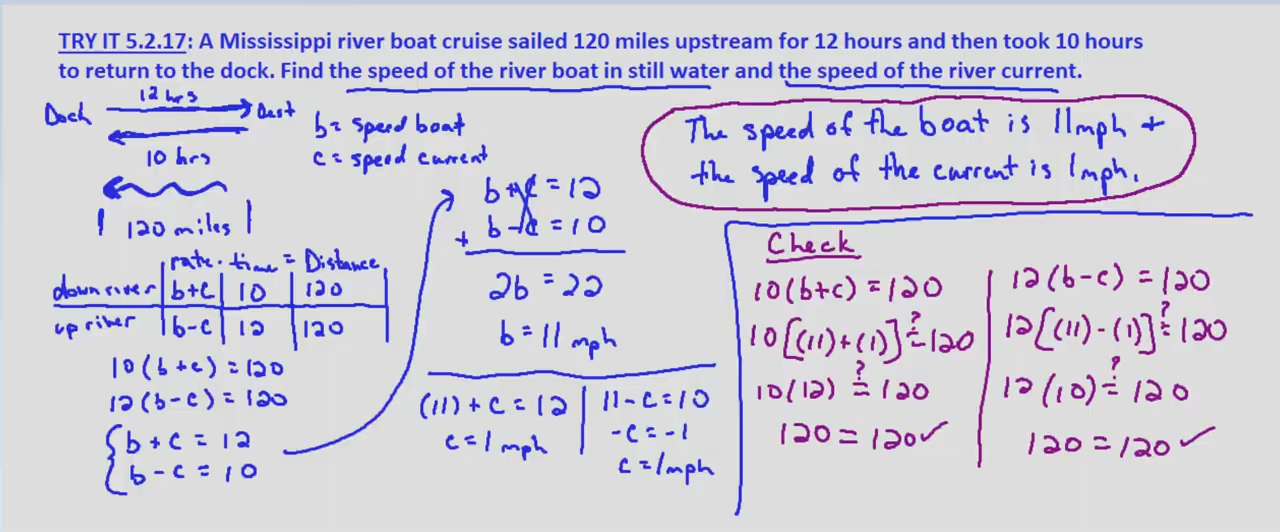 TRY IT 5.2.17: A Mississippi river boat cruise sailed 120 miles upstream for 12 hours and then took 10 hours
to return to the dock. Find the speed of the river boat in still water and the speed of the river current.
12 hrs
Dock Dest
10 hrs
120 miles
b = speed boat
c = speed current
rate · time = Distance
down river b+c 10 120
up river b-c 12 120
10(b+c) = 120
12(b-c) = 120
b + c = 12
b - c = 10
b+c = 12
+ b-c = 10
2b = 22
b = 11 mph
(11) + c = 12
c = 1 mph
11 - c = 10
-c = -1
c = 1mph
The speed of the boat is 11mph +
the speed of the current is 1mph.
Check
10(b+c) = 120
10[(11)+(1)] ?= 120
10(12) ?= 120
120 = 120 ✓
12(b-c) = 120
12[(11)-(1)] ?= 120
12(10) ?= 120
120 = 120 ✓